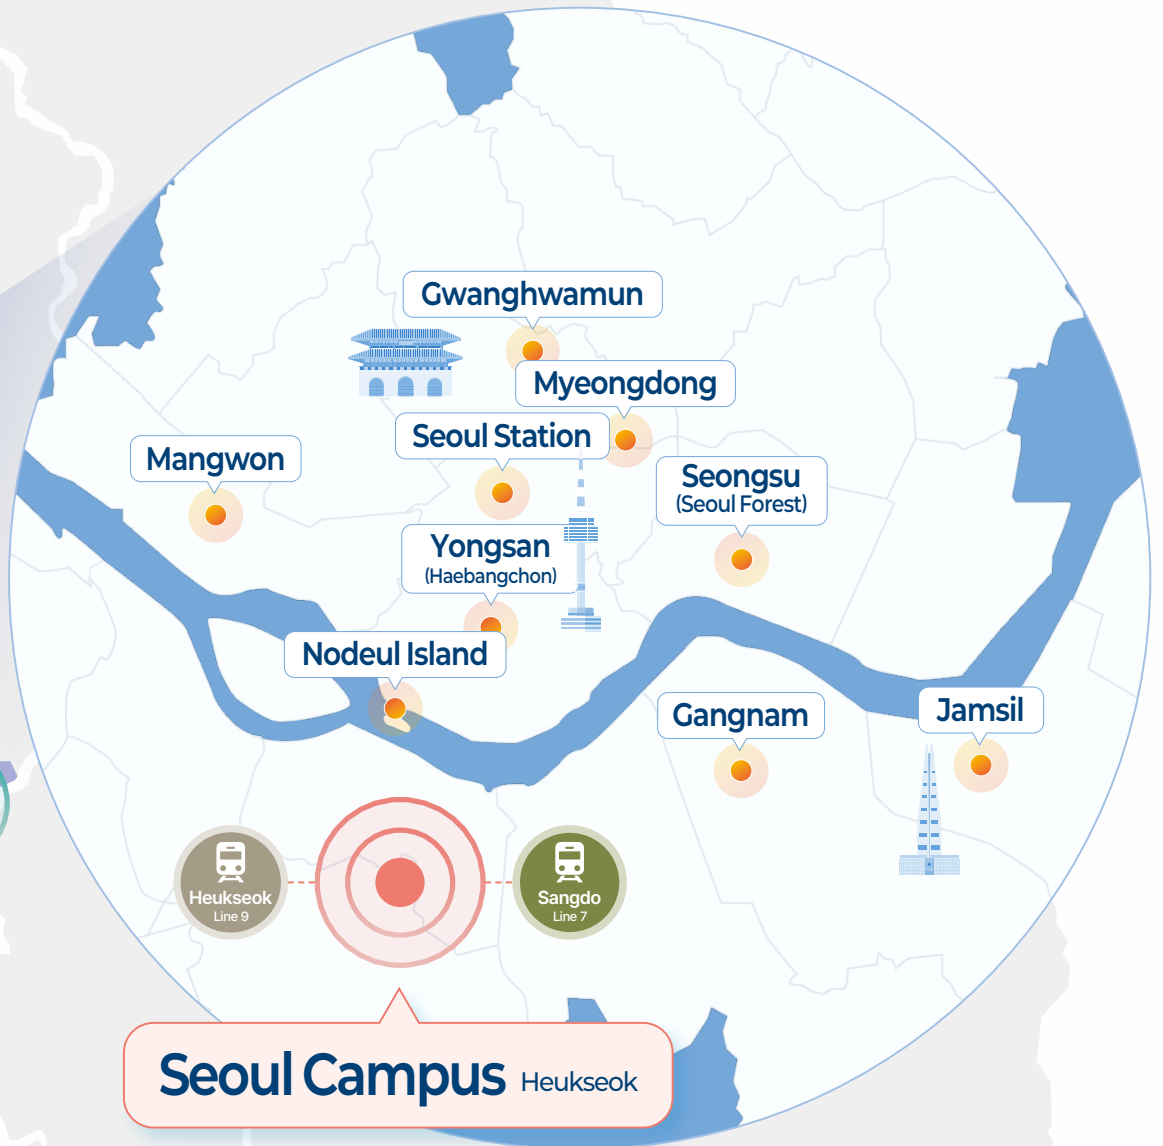 Gwanghwamun
Myeongdong
Seoul Station
Mangwon
Seongsu
(Seoul Forest)
Yongsan
(Haebangchon)
Nodeul Island
Gangnam
Jamsil
Heukseok
Line 9
Sangdo
Line 7
Seoul Campus Heukseok